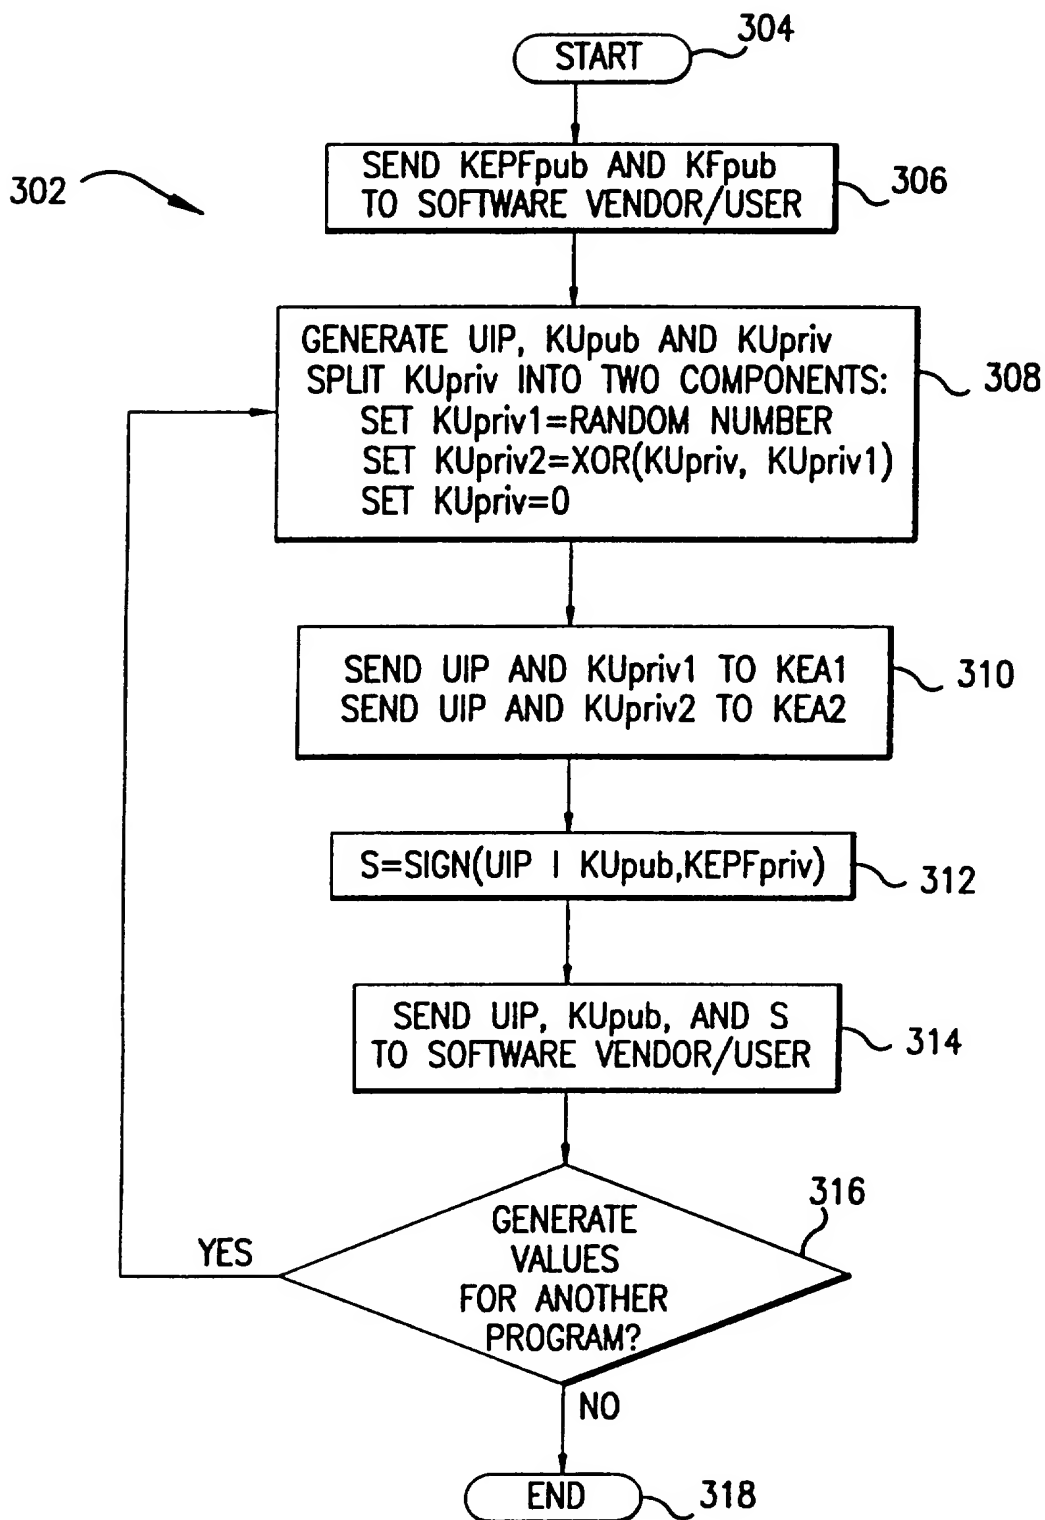 START
304
302
SEND KEPFpub AND KFpub
TO SOFTWARE VENDOR/USER
306
GENERATE UIP, KUpub AND KUpriv
SPLIT KUpriv INTO TWO COMPONENTS:
SET KUpriv1=RANDOM NUMBER
SET KUpriv2=XOR(KUpriv, KUpriv1)
SET KUpriv=0
308
SEND UIP AND KUpriv1 TO KEA1
SEND UIP AND KUpriv2 TO KEA2
310
S=SIGN(UIP | KUpub,KEPFpriv)
312
SEND UIP, KUpub, AND S
TO SOFTWARE VENDOR/USER
314
GENERATE
VALUES
FOR ANOTHER
PROGRAM?
316
YES
NO
END
318